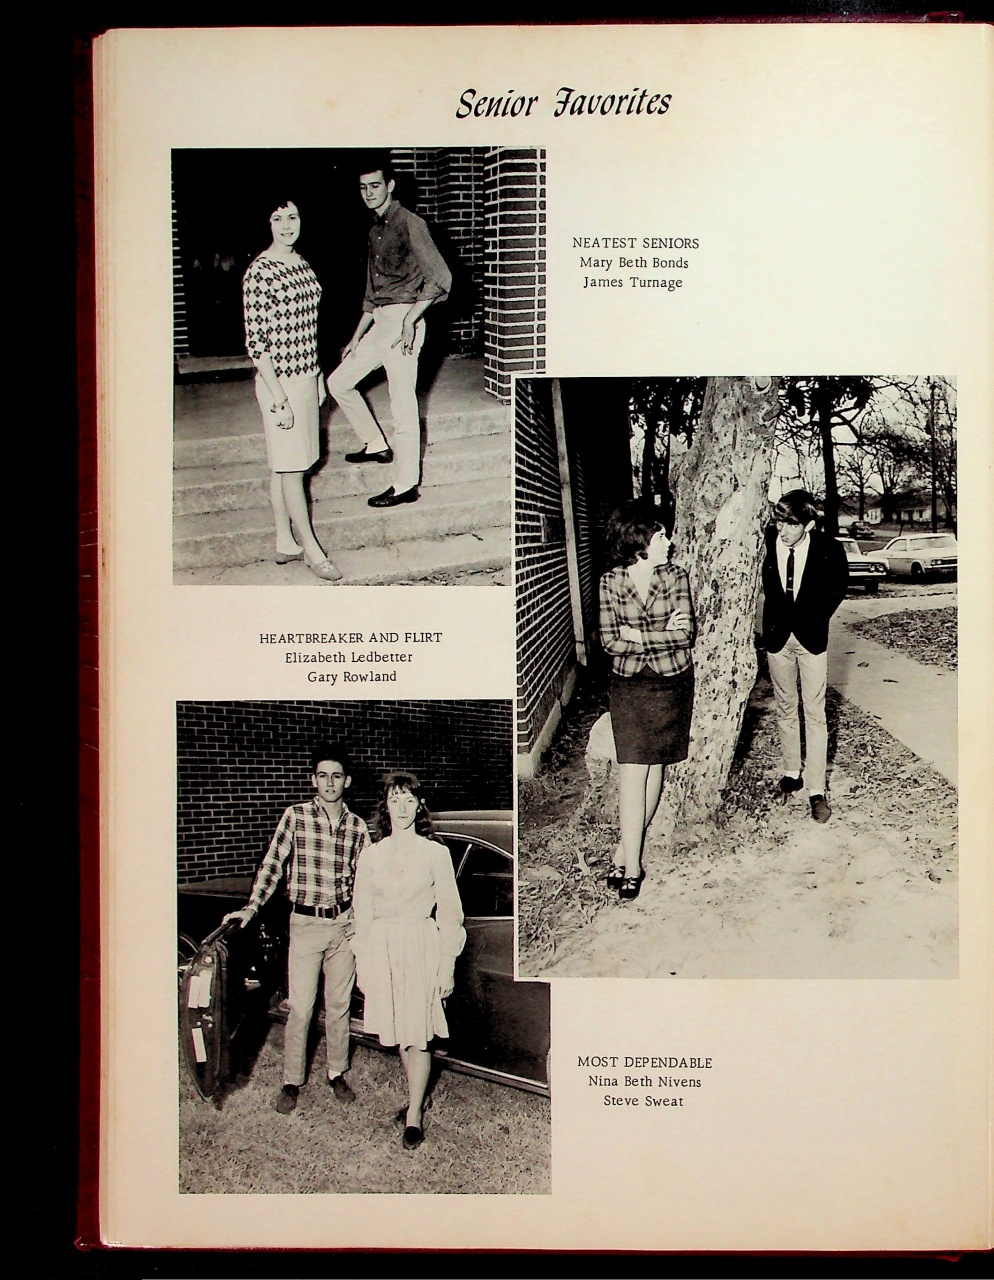 Senior Favorites
NEATEST SENIORS
Mary Beth Bonds
James Turnage
HEARTBREAKER AND FLIRT
Elizabeth Ledbetter
Gary Rowland
MOST DEPENDABLE
Nina Beth Nivens
Steve Sweat